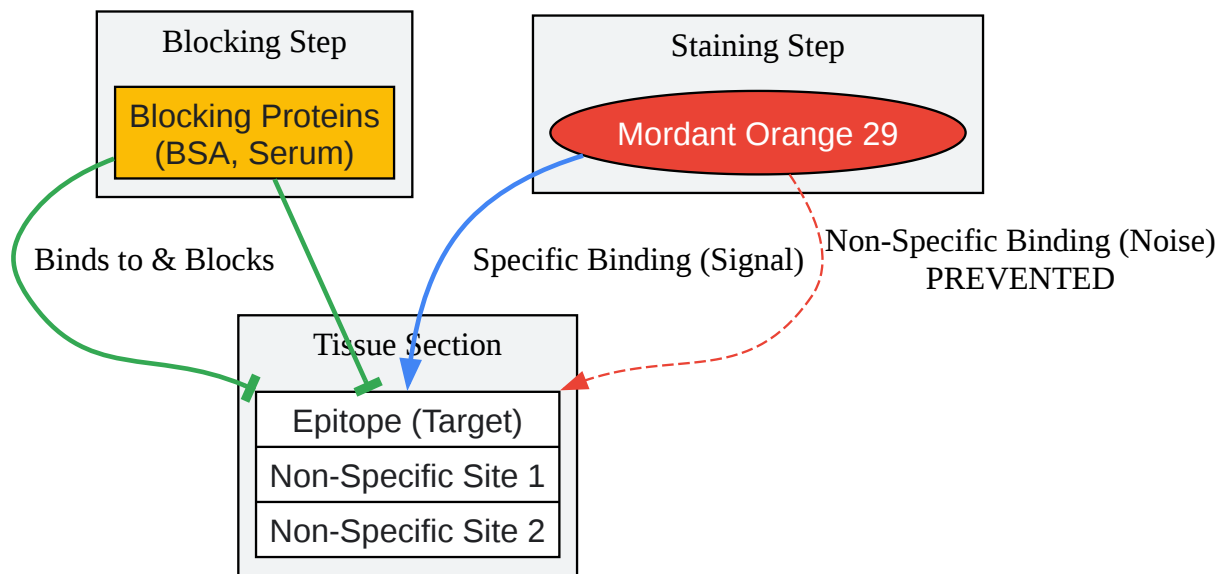 Blocking Step
Blocking Proteins
(BSA, Serum)
Staining Step
Mordant Orange 29
Binds to & Blocks
Specific Binding (Signal)
Non-Specific Binding (Noise)
PREVENTED
Tissue Section
Epitope (Target)
Non-Specific Site 1
Non-Specific Site 2